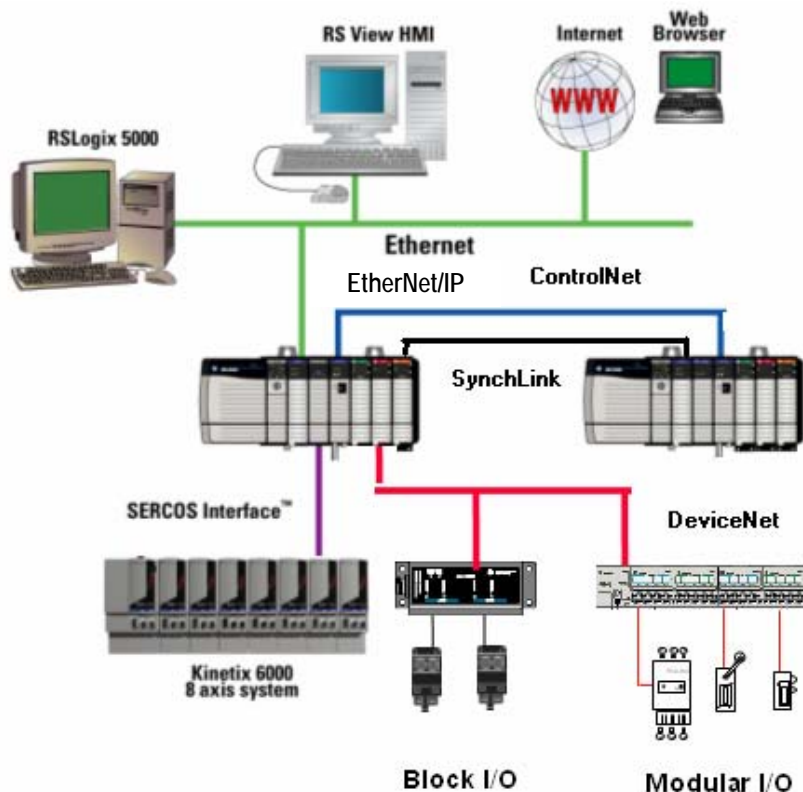 RS View HMI
Internet
Web
Browser
WWW
RSLogix 5000
Ethernet
EtherNet/IP
ControlNet
SynchLink
SERCOS Interface™
DeviceNet
Kinetix 6000
8 axis system
Block I/O
Modular I/O